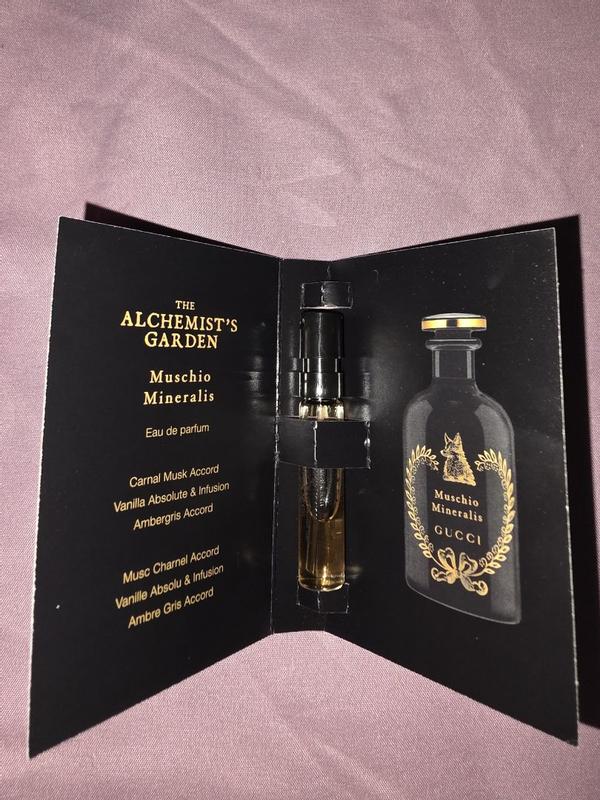 THE
ALCHEMIST'S
GARDEN
Muschio
Mineralis
Eau de parfum
Carnal Musk Accord
Vanilla Absolute & Infusion
Ambergris Accord
Musc Charnel Accord
Vanille Absolu & Infusion
Ambre Gris Accord
Muschio
Mineralis
GUCCI